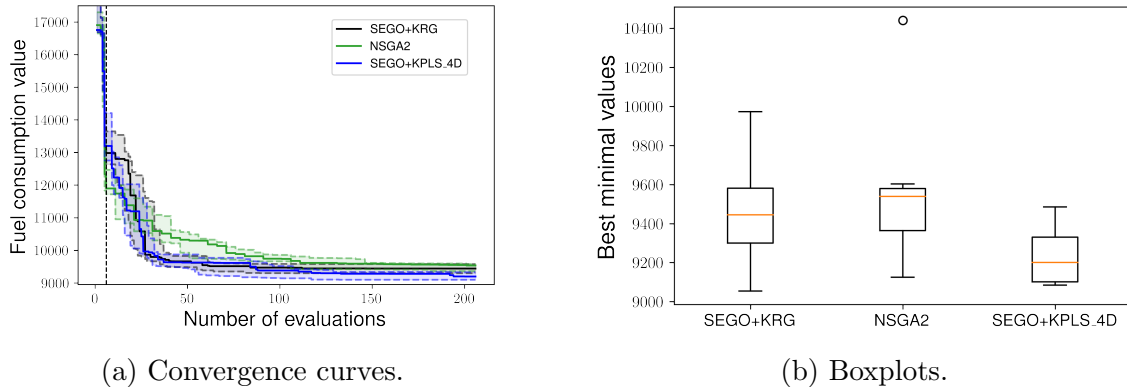 17000
16000
15000
14000
13000
12000
11000
10000
9000
Fuel consumption value
SEGO+KRG
NSGA2
SEGO+KPLS_4D
0
50
100
150
200
Number of evaluations
(a) Convergence curves.
10400
10200
10000
9800
9600
9400
9200
9000
Best minimal values
SEGO+KRG
NSGA2
SEGO+KPLS_4D
(b) Boxplots.